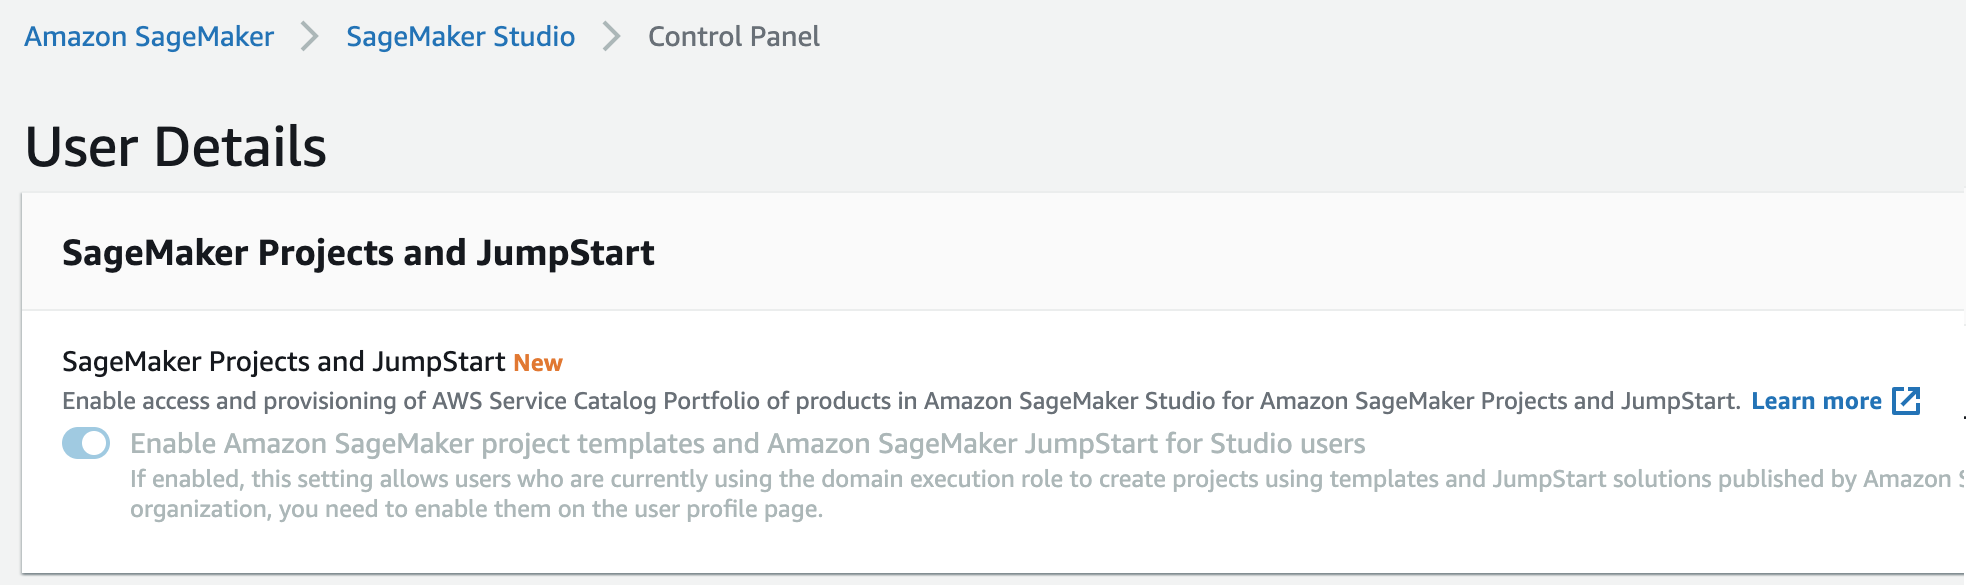 Amazon SageMaker > SageMaker Studio > Control Panel
User Details
SageMaker Projects and JumpStart
SageMaker Projects and JumpStart New
Enable access and provisioning of AWS Service Catalog Portfolio of products in Amazon SageMaker Studio for Amazon SageMaker Projects and JumpStart. Learn more
Enable Amazon SageMaker project templates and Amazon SageMaker JumpStart for Studio users
If enabled, this setting allows users who are currently using the domain execution role to create projects using templates and JumpStart solutions published by Amazon
organization, you need to enable them on the user profile page.